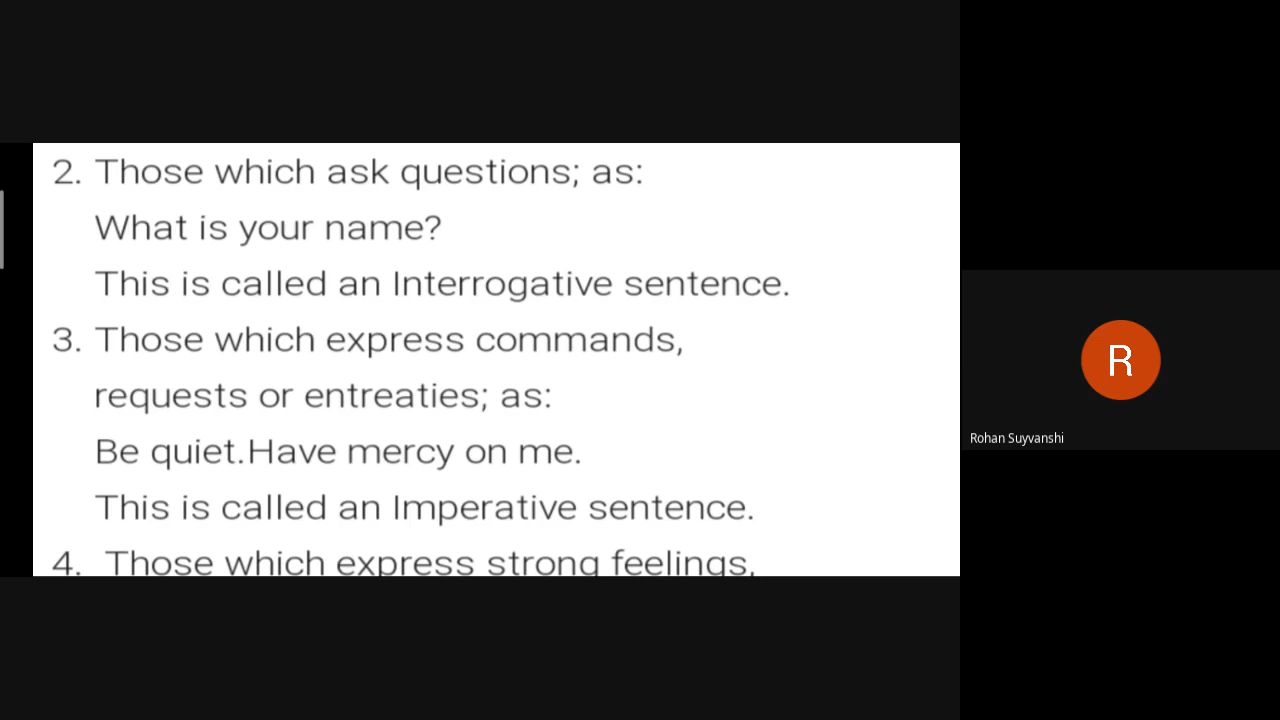 2. Those which ask questions; as:
What is your name?
This is called an Interrogative sentence.
3. Those which express commands,
requests or entreaties; as:
Be quiet.Have mercy on me.
This is called an Imperative sentence.
4. Those which express strong feelings,
R
Rohan Suyvanshi